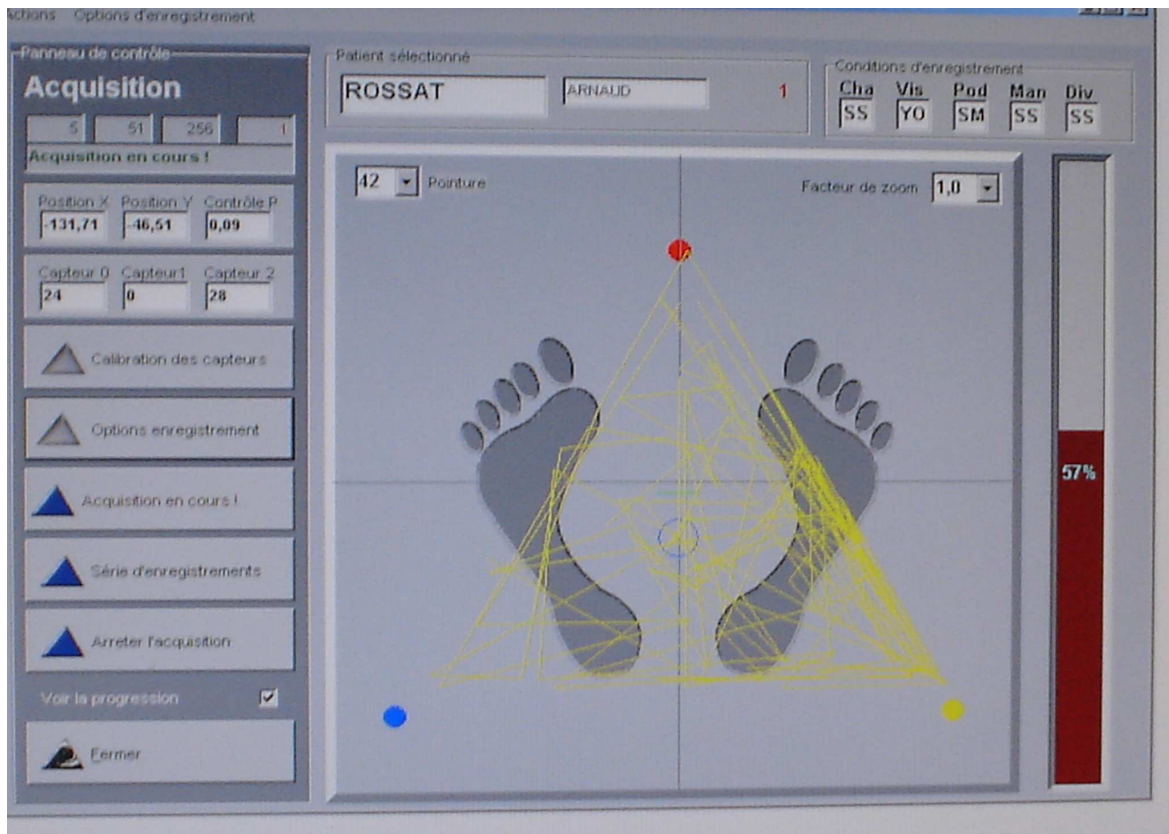 ctions Options d'enregistrement
Panneau de contrôle
Acquisition
5 51 256 1
Acquisition en cours !
Position X Position Y Contrôle P
-131,71 -46,51 0,09
Capteur 0 Capteur1 Capteur 2
24 0 28
Calibration des capteurs
Options enregistrement
Acquisition en cours !
Série d'enregistrements
Arreter l'acquisition
Voir la progression
Fermer
Patient sélectionné
ROSSAT ARNAUD 1
Conditions d'enregistrement
Cha Vis Pod Man Div
SS YO SM SS SS
42 Pointure
Facteur de zoom 1,0
57%